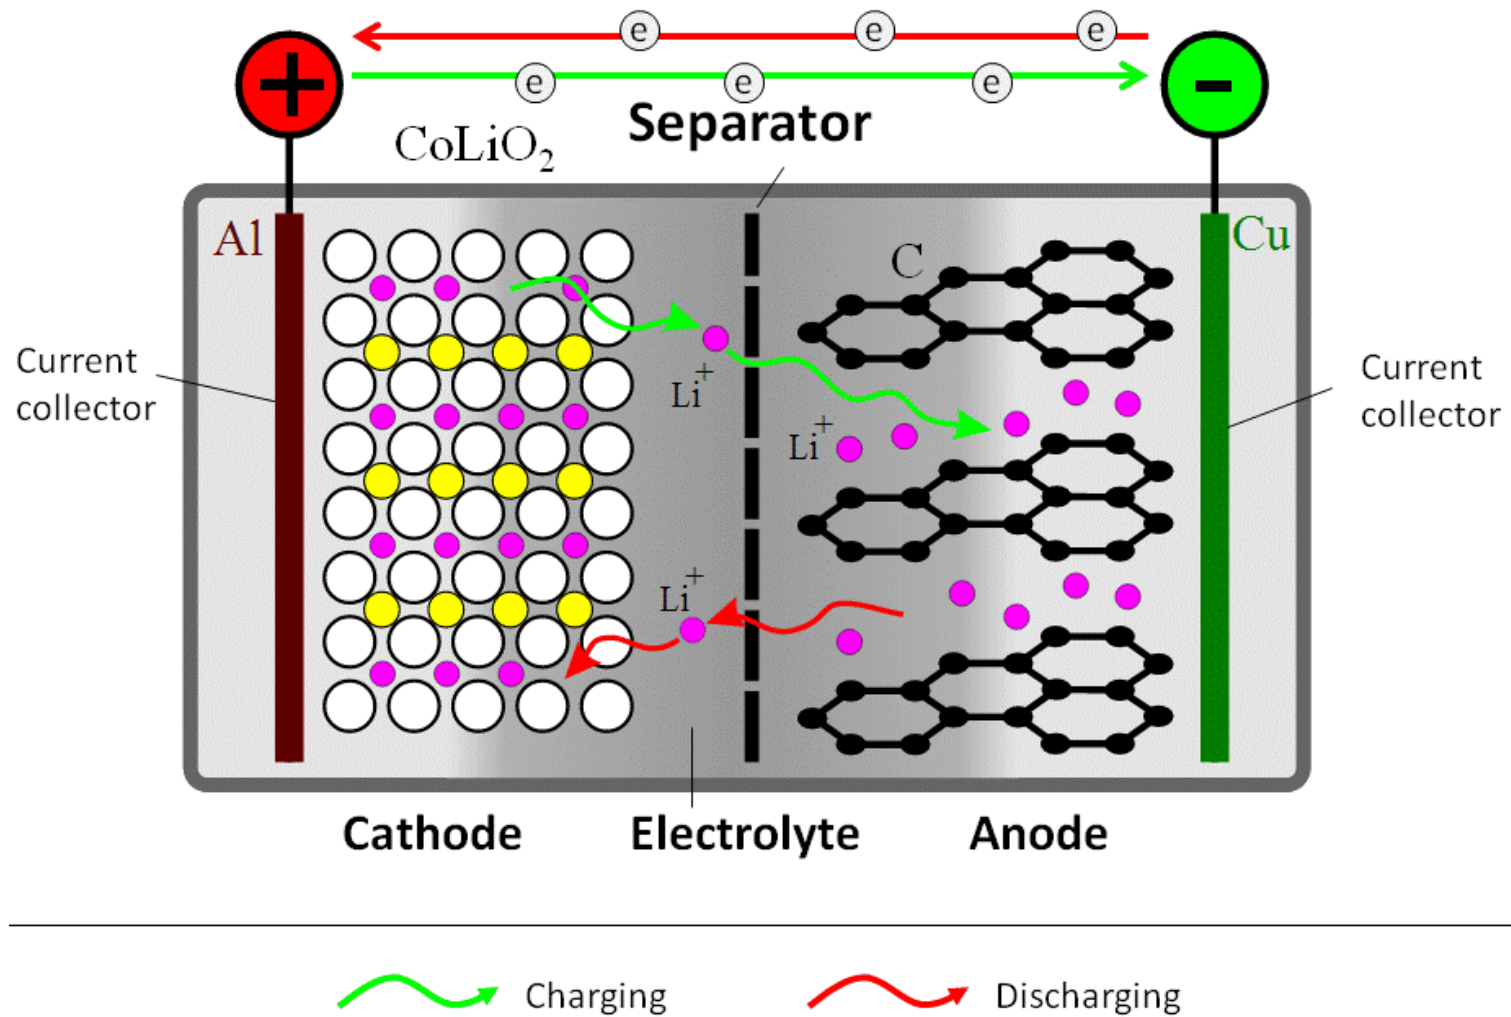 e e e
e e e
+
-
Separator
CoLiO₂
Al
Cu
C
Current
collector
Current
collector
Li⁺
Li⁺
Li⁺
Cathode
Electrolyte
Anode
Charging
Discharging